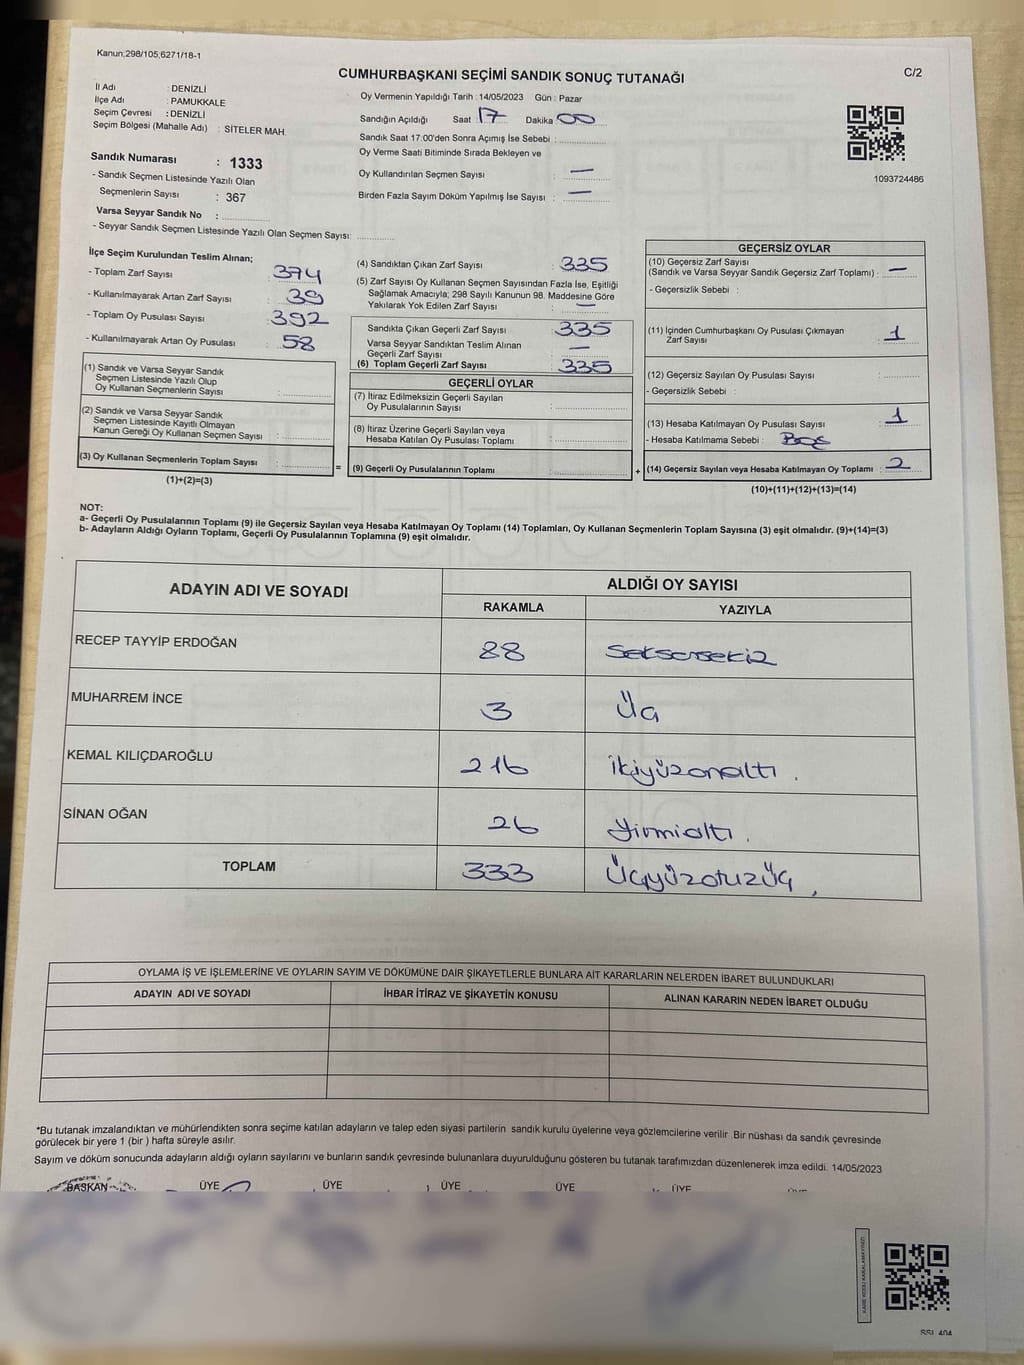 Kanun;298/105;6271/18-1
CUMHURBAŞKANI SEÇİMİ SANDIK SONUÇ TUTANAĞI
C/2
İl Adı : DENİZLİ
İlçe Adı : PAMUKKALE
Seçim Çevresi : DENİZLİ
Seçim Bölgesi (Mahalle Adı) : SİTELER MAH.
Sandık Numarası : 1333
- Sandık Seçmen Listesinde Yazılı Olan
Seçmenlerin Sayısı : 367
Varsa Seyyar Sandık No :
- Seyyar Sandık Seçmen Listesinde Yazılı Olan Seçmen Sayısı:
Oy Vermenin Yapıldığı Tarih : 14/05/2023 Gün : Pazar
Sandığın Açıldığı Saat 17 Dakika 00
Sandık Saat 17:00'den Sonra Açımış İse Sebebi :
Oy Verme Saati Bitiminde Sırada Bekleyen ve
Oy Kullandırılan Seçmen Sayısı : —
Birden Fazla Sayım Döküm Yapılmış İse Sayısı : —
1093724486
İlçe Seçim Kurulundan Teslim Alınan;
- Toplam Zarf Sayısı : 374
- Kullanılmayarak Artan Zarf Sayısı : 39
- Toplam Oy Pusulası Sayısı : 392
- Kullanılmayarak Artan Oy Pusulası : 58
(1) Sandık ve Varsa Seyyar Sandık
Seçmen Listesinde Yazılı Olup
Oy Kullanan Seçmenlerin Sayısı :
(2) Sandık ve Varsa Seyyar Sandık
Seçmen Listesinde Kayıtlı Olmayan
Kanun Gereği Oy Kullanan Seçmen Sayısı :
(3) Oy Kullanan Seçmenlerin Toplam Sayısı :
(1)+(2)=(3)
(4) Sandıktan Çıkan Zarf Sayısı : 335
(5) Zarf Sayısı Oy Kullanan Seçmen Sayısından Fazla İse, Eşitliği
Sağlamak Amacıyla; 298 Sayılı Kanunun 98. Maddesine Göre
Yakılarak Yok Edilen Zarf Sayısı : —
Sandıkta Çıkan Geçerli Zarf Sayısı : 335
Varsa Seyyar Sandıktan Teslim Alınan
Geçerli Zarf Sayısı : —
(6) Toplam Geçerli Zarf Sayısı : 335
GEÇERLİ OYLAR
(7) İtiraz Edilmeksizin Geçerli Sayılan
Oy Pusulalarının Sayısı :
(8) İtiraz Üzerine Geçerli Sayılan veya
Hesaba Katılan Oy Pusulası Toplamı :
= (9) Geçerli Oy Pusulalarının Toplamı :
GEÇERSİZ OYLAR
(10) Geçersiz Zarf Sayısı
(Sandık ve Varsa Seyyar Sandık Geçersiz Zarf Toplamı) : —
- Geçersizlik Sebebi :
(11) İçinden Cumhurbaşkanı Oy Pusulası Çıkmayan
Zarf Sayısı : 1
(12) Geçersiz Sayılan Oy Pusulası Sayısı :
- Geçersizlik Sebebi :
(13) Hesaba Katılmayan Oy Pusulası Sayısı : 1
- Hesaba Katılmama Sebebi : Boş
+ (14) Geçersiz Sayılan veya Hesaba Katılmayan Oy Toplamı : 2
(10)+(11)+(12)+(13)=(14)
NOT:
a- Geçerli Oy Pusulalarının Toplamı (9) ile Geçersiz Sayılan veya Hesaba Katılmayan Oy Toplamı (14) Toplamları, Oy Kullanan Seçmenlerin Toplam Sayısına (3) eşit olmalıdır. (9)+(14)=(3)
b- Adayların Aldığı Oyların Toplamı, Geçerli Oy Pusulalarının Toplamına (9) eşit olmalıdır.
ADAYIN ADI VE SOYADI
ALDIĞI OY SAYISI
RAKAMLA YAZIYLA
RECEP TAYYİP ERDOĞAN 88 Seksensekiz
MUHARREM İNCE 3 Üç
KEMAL KILIÇDAROĞLU 216 ikiyüzonaltı.
SİNAN OĞAN 26 Yirmialtı.
TOPLAM 333 Üçyüzotuzüç,
OYLAMA İŞ VE İŞLEMLERİNE VE OYLARIN SAYIM VE DÖKÜMÜNE DAİR ŞİKAYETLERLE BUNLARA AİT KARARLARIN NELERDEN İBARET BULUNDUKLARI
ADAYIN ADI VE SOYADI İHBAR İTİRAZ VE ŞİKAYETİN KONUSU ALINAN KARARIN NEDEN İBARET OLDUĞU
*Bu tutanak imzalandıktan ve mühürlendikten sonra seçime katılan adayların ve talep eden siyasi partilerin sandık kurulu üyelerine veya gözlemcilerine verilir. Bir nüshası da sandık çevresinde
görülecek bir yere 1 (bir ) hafta süreyle asılır.
Sayım ve döküm sonucunda adayların aldığı oyların sayılarını ve bunların sandık çevresinde bulunanlara duyurulduğunu gösteren bu tutanak tarafımızdan düzenlenerek imza edildi. 14/05/2023
BAŞKAN ÜYE ÜYE ÜYE ÜYE ÜYE